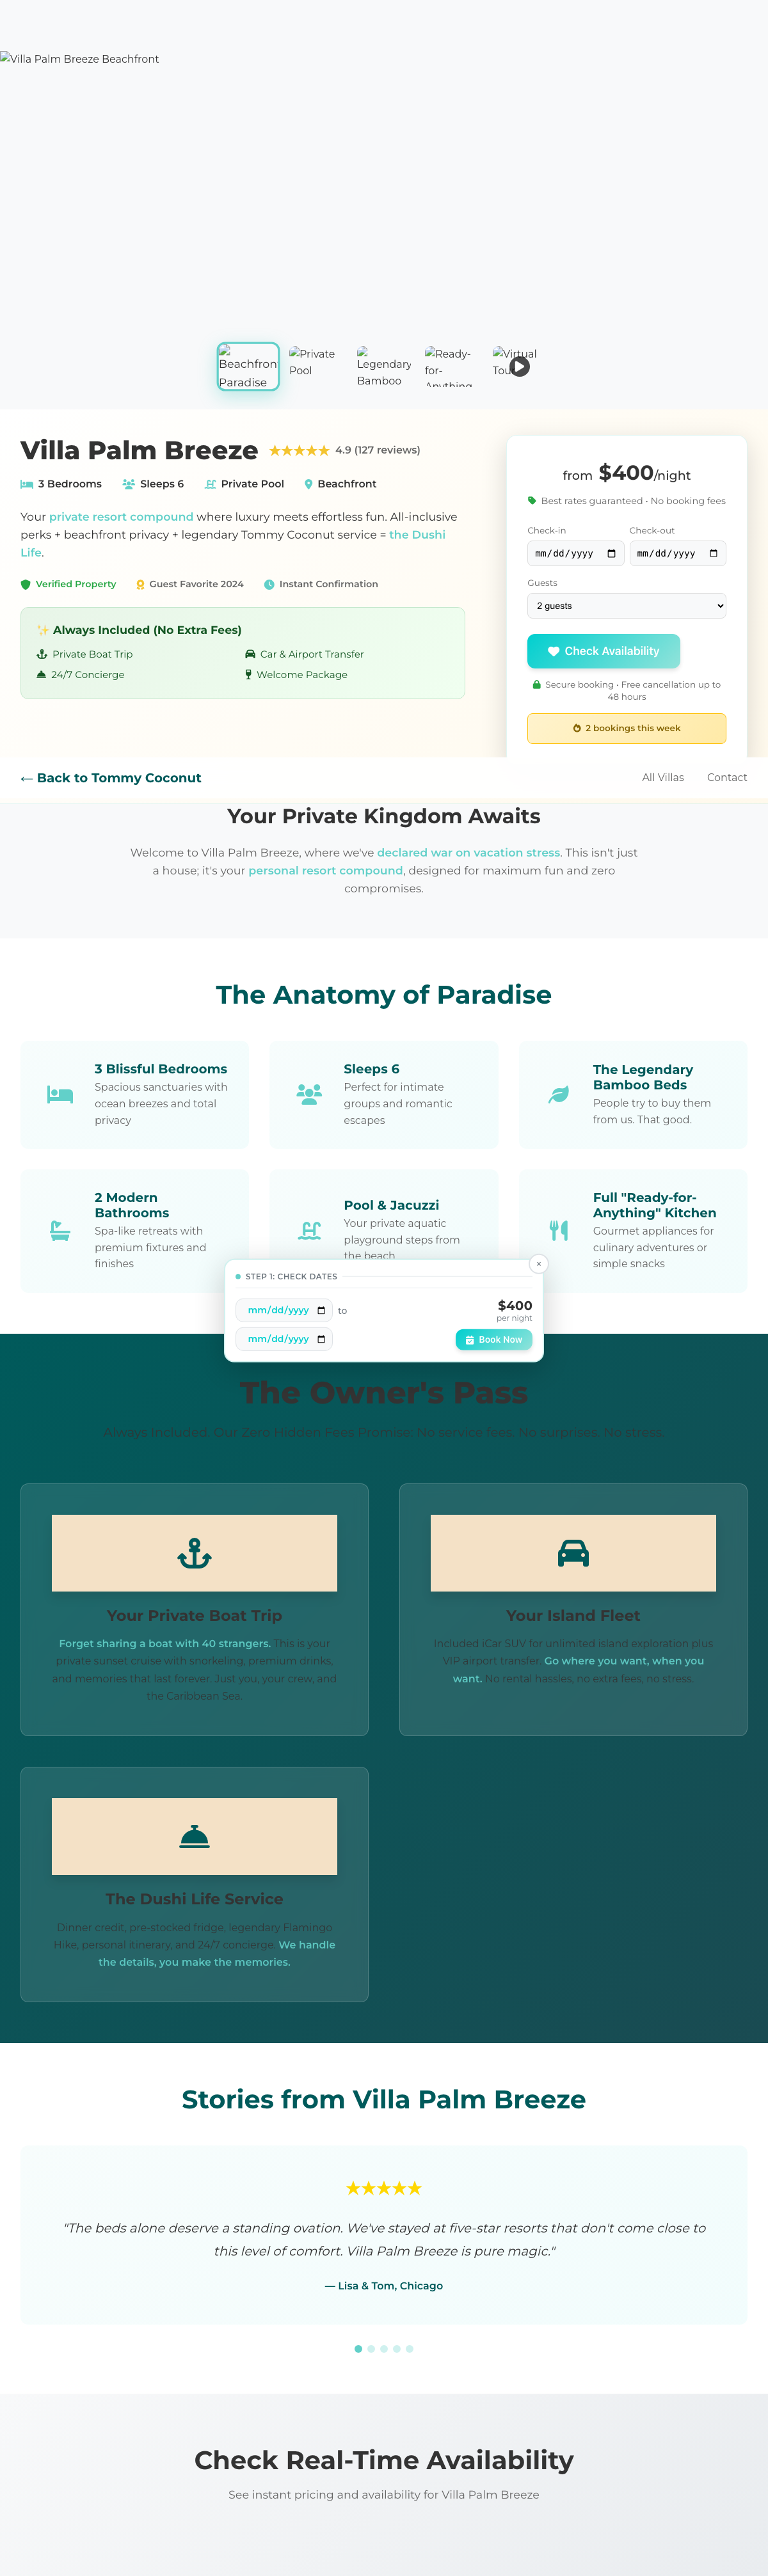 Villa Palm Breeze Beachfront
Beachfront
Paradise
Private
Pool
Legendary
Bamboo
Ready-
for-
Anything
Virtual
Tour
Villa Palm Breeze ★★★★★ 4.9 (127 reviews)
3 Bedrooms Sleeps 6 Private Pool Beachfront
Your private resort compound where luxury meets effortless fun. All-inclusive
perks + beachfront privacy + legendary Tommy Coconut service = the Dushi
Life.
Verified Property Guest Favorite 2024 Instant Confirmation
✨ Always Included (No Extra Fees)
Private Boat Trip Car & Airport Transfer
24/7 Concierge Welcome Package
from $400/night
Best rates guaranteed • No booking fees
Check-in Check-out
mm/dd/yyyy mm/dd/yyyy
Guests
2 guests
Check Availability
Secure booking • Free cancellation up to
48 hours
2 bookings this week
← Back to Tommy Coconut All Villas Contact
Your Private Kingdom Awaits
Welcome to Villa Palm Breeze, where we've declared war on vacation stress. This isn't just
a house; it's your personal resort compound, designed for maximum fun and zero
compromises.
The Anatomy of Paradise
3 Blissful Bedrooms
Spacious sanctuaries with
ocean breezes and total
privacy
Sleeps 6
Perfect for intimate
groups and romantic
escapes
The Legendary
Bamboo Beds
People try to buy them
from us. That good.
2 Modern
Bathrooms
Spa-like retreats with
premium fixtures and
finishes
Pool & Jacuzzi
Your private aquatic
playground steps from
the beach
Full "Ready-for-
Anything" Kitchen
Gourmet appliances for
culinary adventures or
simple snacks
×
STEP 1: CHECK DATES
mm/dd/yyyy to
mm/dd/yyyy
$400
per night
Book Now
The Owner's Pass
Always Included. Our Zero Hidden Fees Promise: No service fees. No surprises. No stress.
Your Private Boat Trip
Forget sharing a boat with 40 strangers. This is your
private sunset cruise with snorkeling, premium drinks,
and memories that last forever. Just you, your crew, and
the Caribbean Sea.
Your Island Fleet
Included iCar SUV for unlimited island exploration plus
VIP airport transfer. Go where you want, when you
want. No rental hassles, no extra fees, no stress.
The Dushi Life Service
Dinner credit, pre-stocked fridge, legendary Flamingo
Hike, personal itinerary, and 24/7 concierge. We handle
the details, you make the memories.
Stories from Villa Palm Breeze
★★★★★
"The beds alone deserve a standing ovation. We've stayed at five-star resorts that don't come close to
this level of comfort. Villa Palm Breeze is pure magic."
— Lisa & Tom, Chicago
Check Real-Time Availability
See instant pricing and availability for Villa Palm Breeze